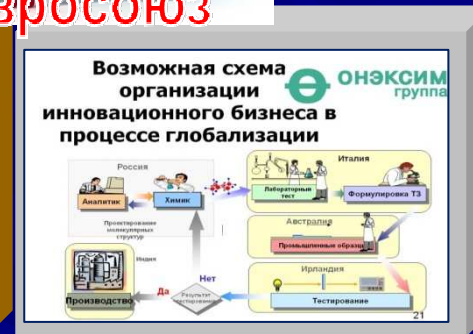 вросоюз
Возможная схема
организации
инновационного бизнеса в
процессе глобализации
ОНЭКСИМ
группа
Россия
Аналитик
Химик
Проектирование
молекулярных
структур
Италия
Лабораторный
тест
Формулировка ТЗ
Австралия
Промышленные образцы
Ирландия
Тестирование
Индия
Производство
Да
Нет
Результат
тестирования
21